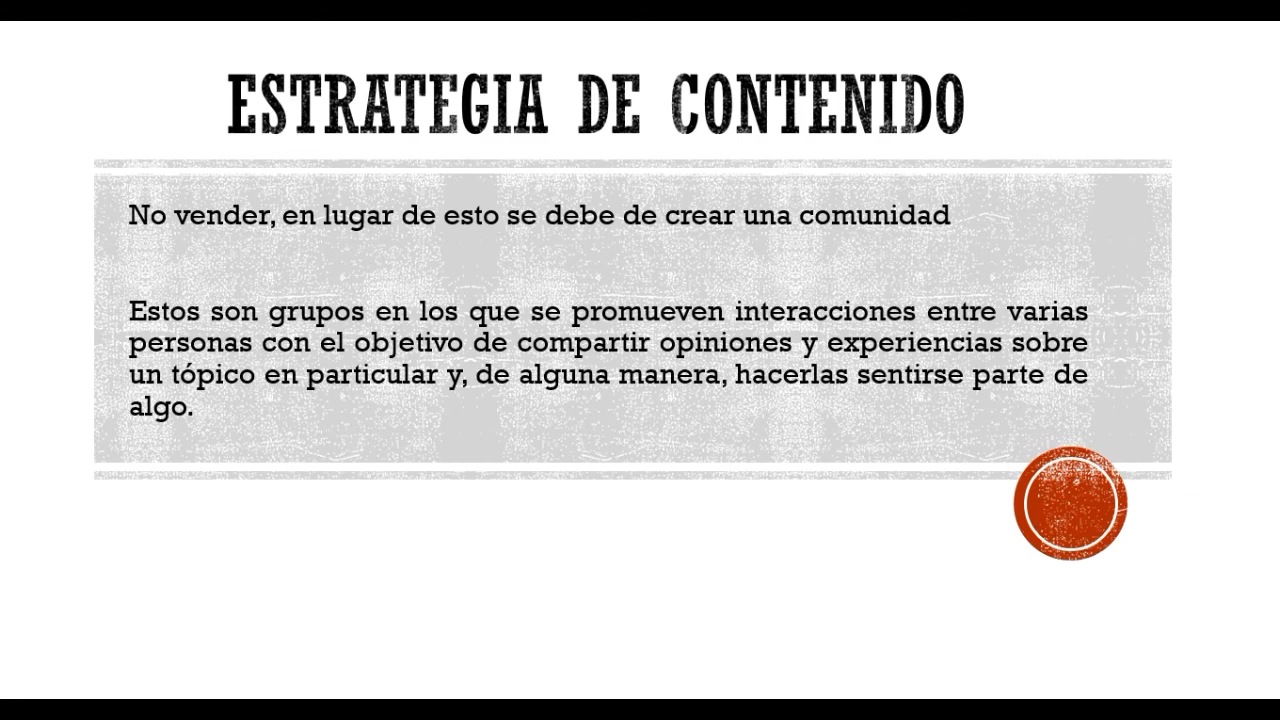 ESTRATEGIA DE CONTENIDO
No vender, en lugar de esto se debe de crear una comunidad
Estos son grupos en los que se promueven interacciones entre varias
personas con el objetivo de compartir opiniones y experiencias sobre
un tópico en particular y, de alguna manera, hacerlas sentirse parte de
algo.